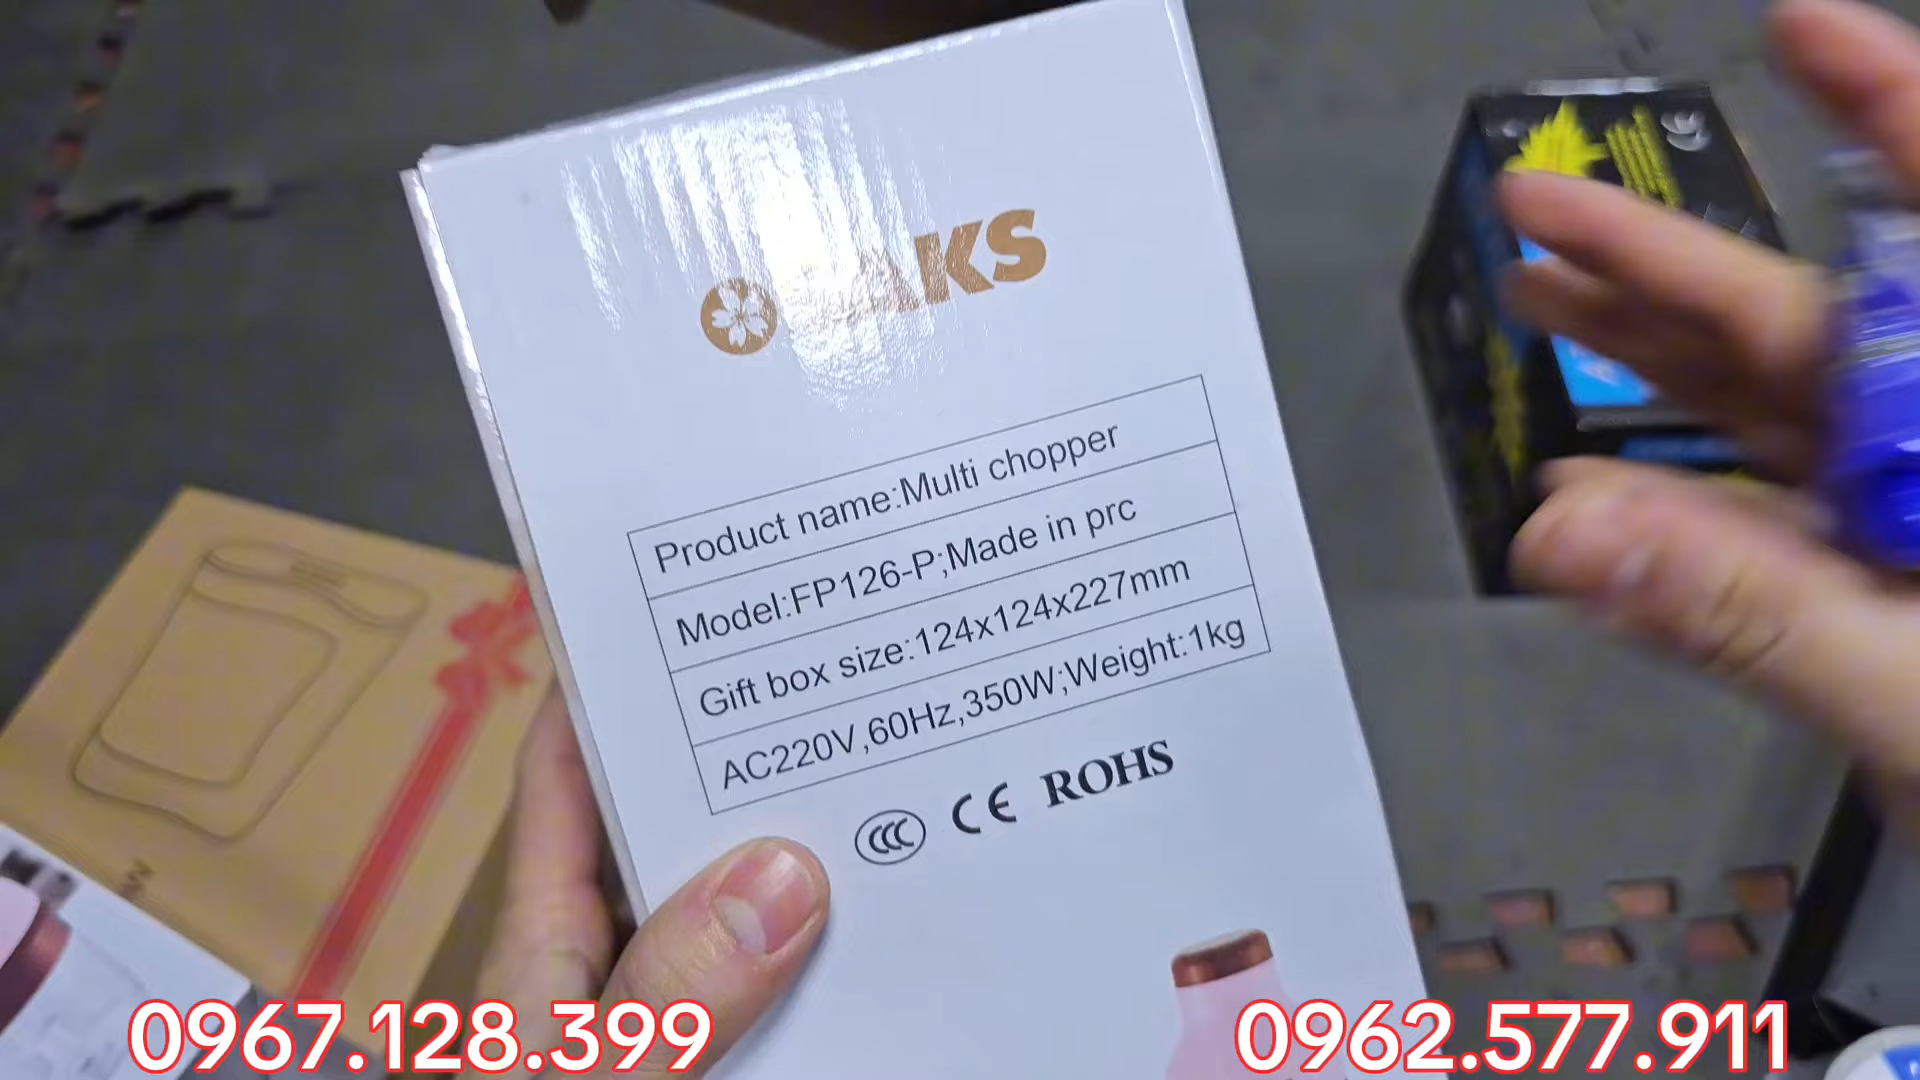 Product name:Multi chopper
Model:FP126-P;Made in prc
Gift box size:124x124x227mm
AC220V,60Hz,350W;Weight:1kg
CCC CE ROHS
0967.128.399
0962.577.911